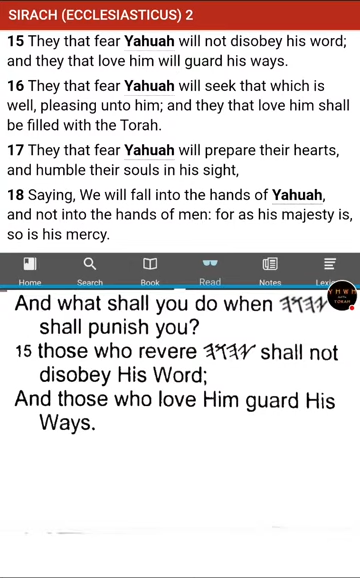 SIRACH (ECCLESIASTICUS) 2
15 They that fear Yahuah will not disobey his word;
and they that love him will guard his ways.
16 They that fear Yahuah will seek that which is
well, pleasing unto him; and they that love him shall
be filled with the Torah.
17 They that fear Yahuah will prepare their hearts,
and humble their souls in his sight,
18 Saying, We will fall into the hands of Yahuah,
and not into the hands of men: for as his majesty is,
so is his mercy.
Home Search Book Read Notes Lexi
Y M W H
WITH
TORAH
And what shall you do when 𐤉𐤄𐤅𐤄
shall punish you?
15 those who revere 𐤉𐤄𐤅𐤄 shall not
disobey His Word;
And those who love Him guard His
Ways.